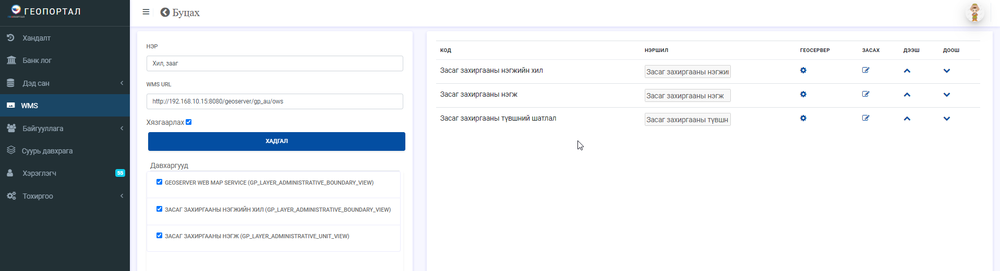 ГЕОПОРТАЛ
Хандалт
Банк лог
Дэд сан
WMS
Байгууллага
Суурь давхрага
Хэрэглэгч 55
Тохиргоо
Буцах
НЭР
Хил, зааг
WMS URL
http://192.168.10.15:8080/geoserver/gp_au/ows
Хязгаарлах
ХАДГАЛ
Давхаргууд
GEOSERVER WEB MAP SERVICE (GP_LAYER_ADMINISTRATIVE_BOUNDARY_VIEW)
ЗАСАГ ЗАХИРГААНЫ НЭГЖИЙН ХИЛ (GP_LAYER_ADMINISTRATIVE_BOUNDARY_VIEW)
ЗАСАГ ЗАХИРГААНЫ НЭГЖ (GP_LAYER_ADMINISTRATIVE_UNIT_VIEW)
КОД НЭРШИЛ ГЕОСЕРВЕР ЗАСАХ ДЭЭШ ДООШ
Засаг захиргааны нэгжийн хил Засаг захиргааны нэгжи
Засаг захиргааны нэгж Засаг захиргааны нэгж
Засаг захиргааны түвшний шатлал Засаг захиргааны түвшн